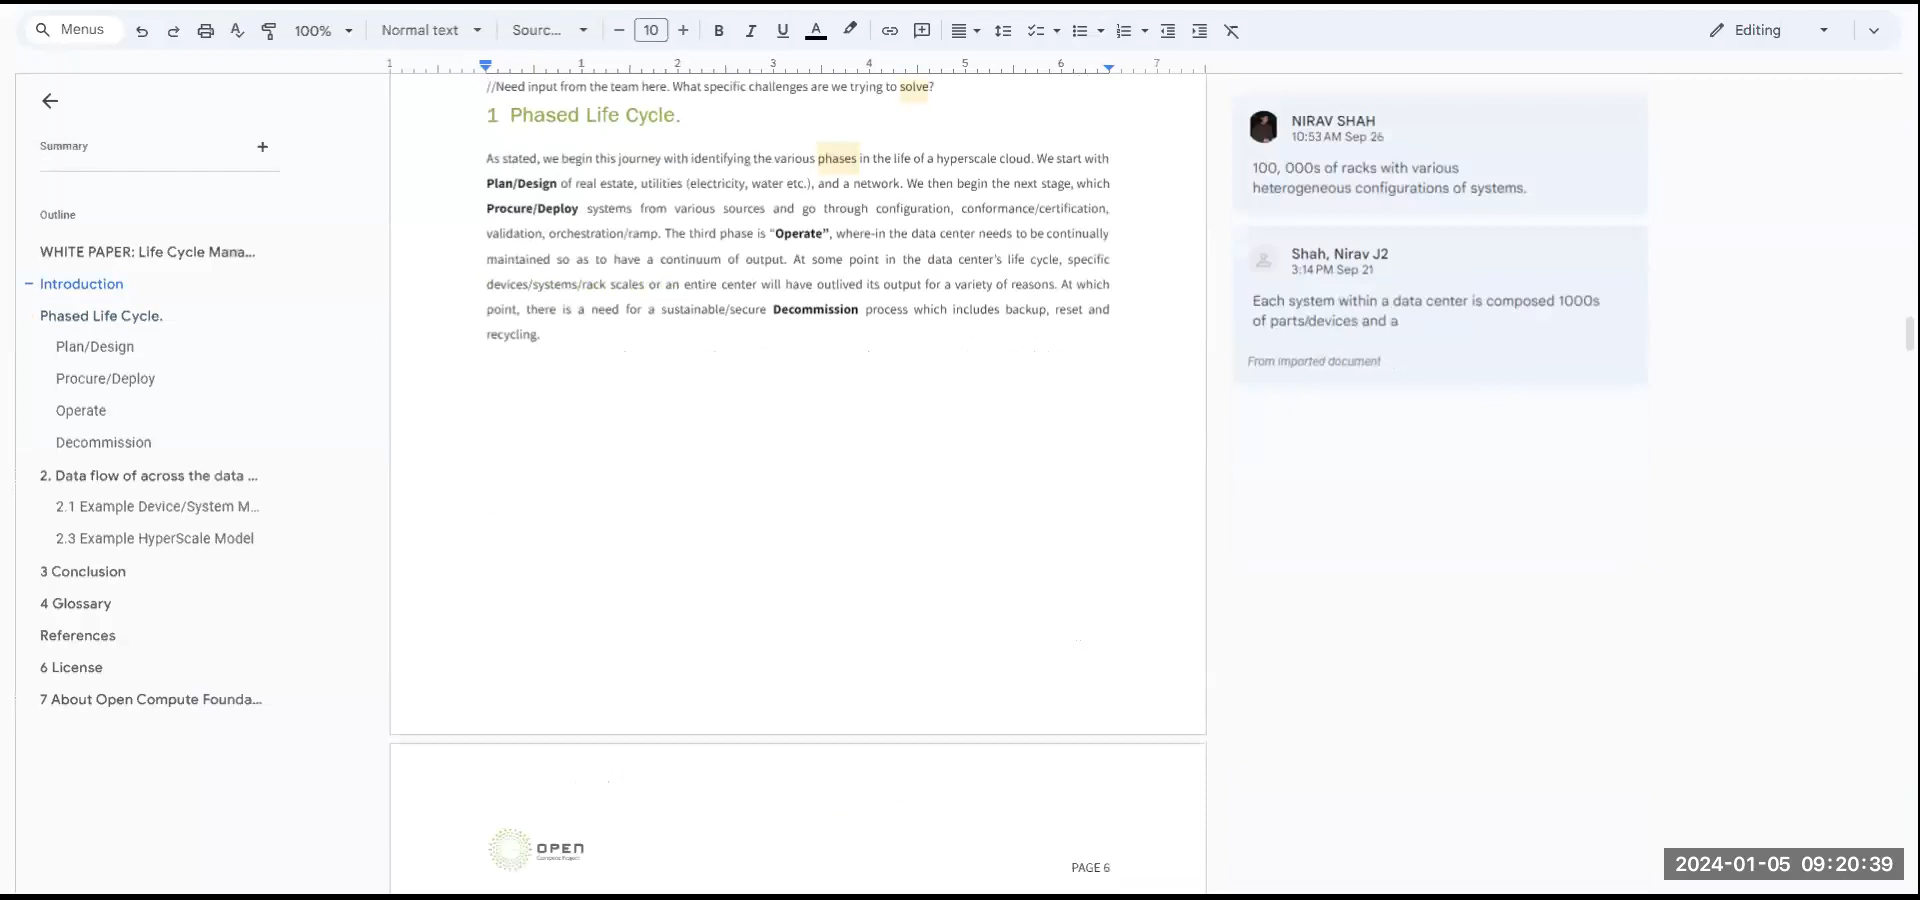 Menus
100%
Normal text
Sourc...
10
Editing
1 1 2 3 4 5 6 7
Summary
Outline
WHITE PAPER: Life Cycle Mana...
Introduction
Phased Life Cycle.
Plan/Design
Procure/Deploy
Operate
Decommission
2. Data flow of across the data ...
2.1 Example Device/System M...
2.3 Example HyperScale Model
3 Conclusion
4 Glossary
References
6 License
7 About Open Compute Founda...
//Need input from the team here. What specific challenges are we trying to solve?
1 Phased Life Cycle.
As stated, we begin this journey with identifying the various phases in the life of a hyperscale cloud. We start with
Plan/Design of real estate, utilities (electricity, water etc.), and a network. We then begin the next stage, which
Procure/Deploy systems from various sources and go through configuration, conformance/certification,
validation, orchestration/ramp. The third phase is "Operate”, where-in the data center needs to be continually
maintained so as to have a continuum of output. At some point in the data center's life cycle, specific
devices/systems/rack scales or an entire center will have outlived its output for a variety of reasons. At which
point, there is a need for a sustainable/secure Decommission process which includes backup, reset and
recycling.
OPEN
Compute Project
PAGE 6
NIRAV SHAH
10:53 AM Sep 26
100, 000s of racks with various
heterogeneous configurations of systems.
Shah, Nirav J2
3:14 PM Sep 21
Each system within a data center is composed 1000s
of parts/devices and a
From imported document
2024-01-05 09:20:39